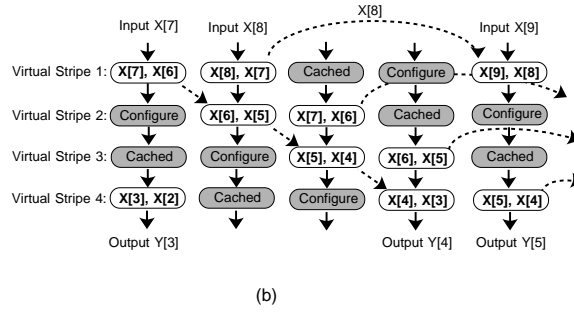 X[8]
Input X[7] Input X[8] Input X[9]
Virtual Stripe 1: X[7], X[6] X[8], X[7] Cached Configure X[9], X[8]
Virtual Stripe 2: Configure X[6], X[5] X[7], X[6] Cached Configure
Virtual Stripe 3: Cached Configure X[5], X[4] X[6], X[5] Cached
Virtual Stripe 4: X[3], X[2] Cached Configure X[4], X[3] X[5], X[4]
Output Y[3] Output Y[4] Output Y[5]
(b)